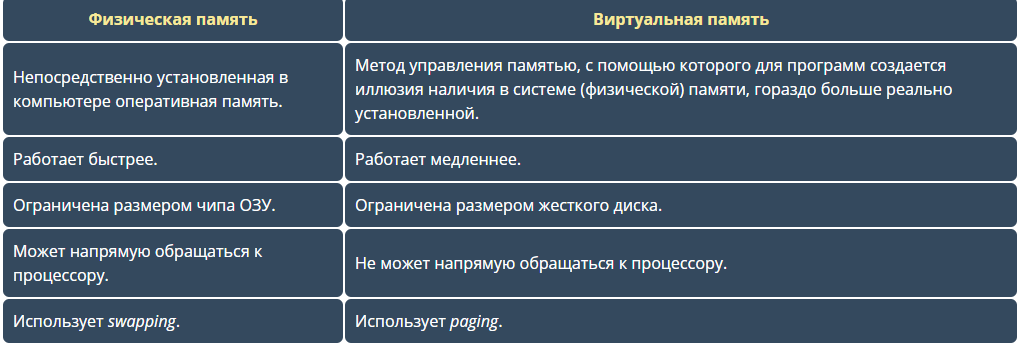 Физическая память
Виртуальная память
Непосредственно установленная в
компьютере оперативная память.
Метод управления памятью, с помощью которого для программ создается
иллюзия наличия в системе (физической) памяти, гораздо больше реально
установленной.
Работает быстрее.
Работает медленнее.
Ограничена размером чипа ОЗУ.
Ограничена размером жесткого диска.
Может напрямую обращаться к
процессору.
Не может напрямую обращаться к процессору.
Использует swapping.
Использует paging.